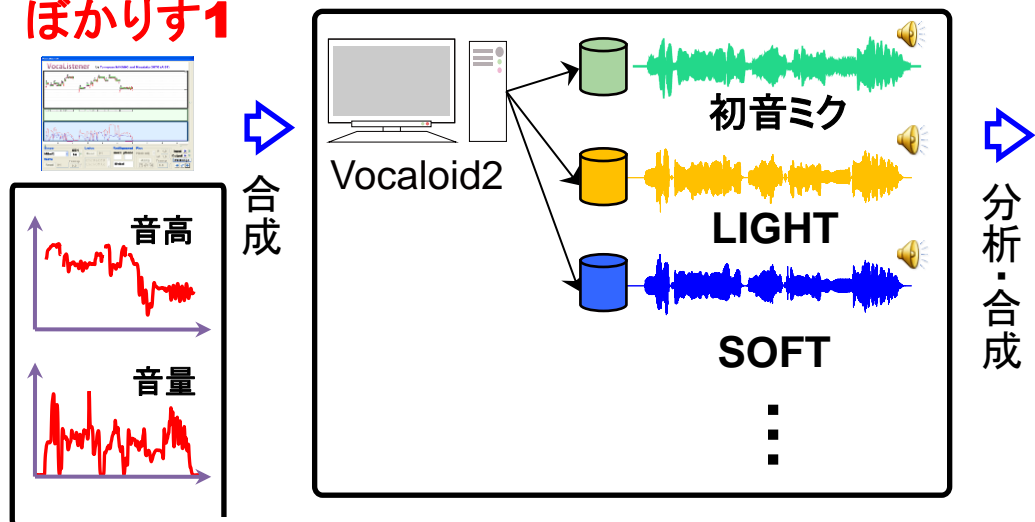 ぼかりす1
VocaListener
合成
音高
音量
Vocaloid2
初音ミク
LIGHT
SOFT
分析・合成